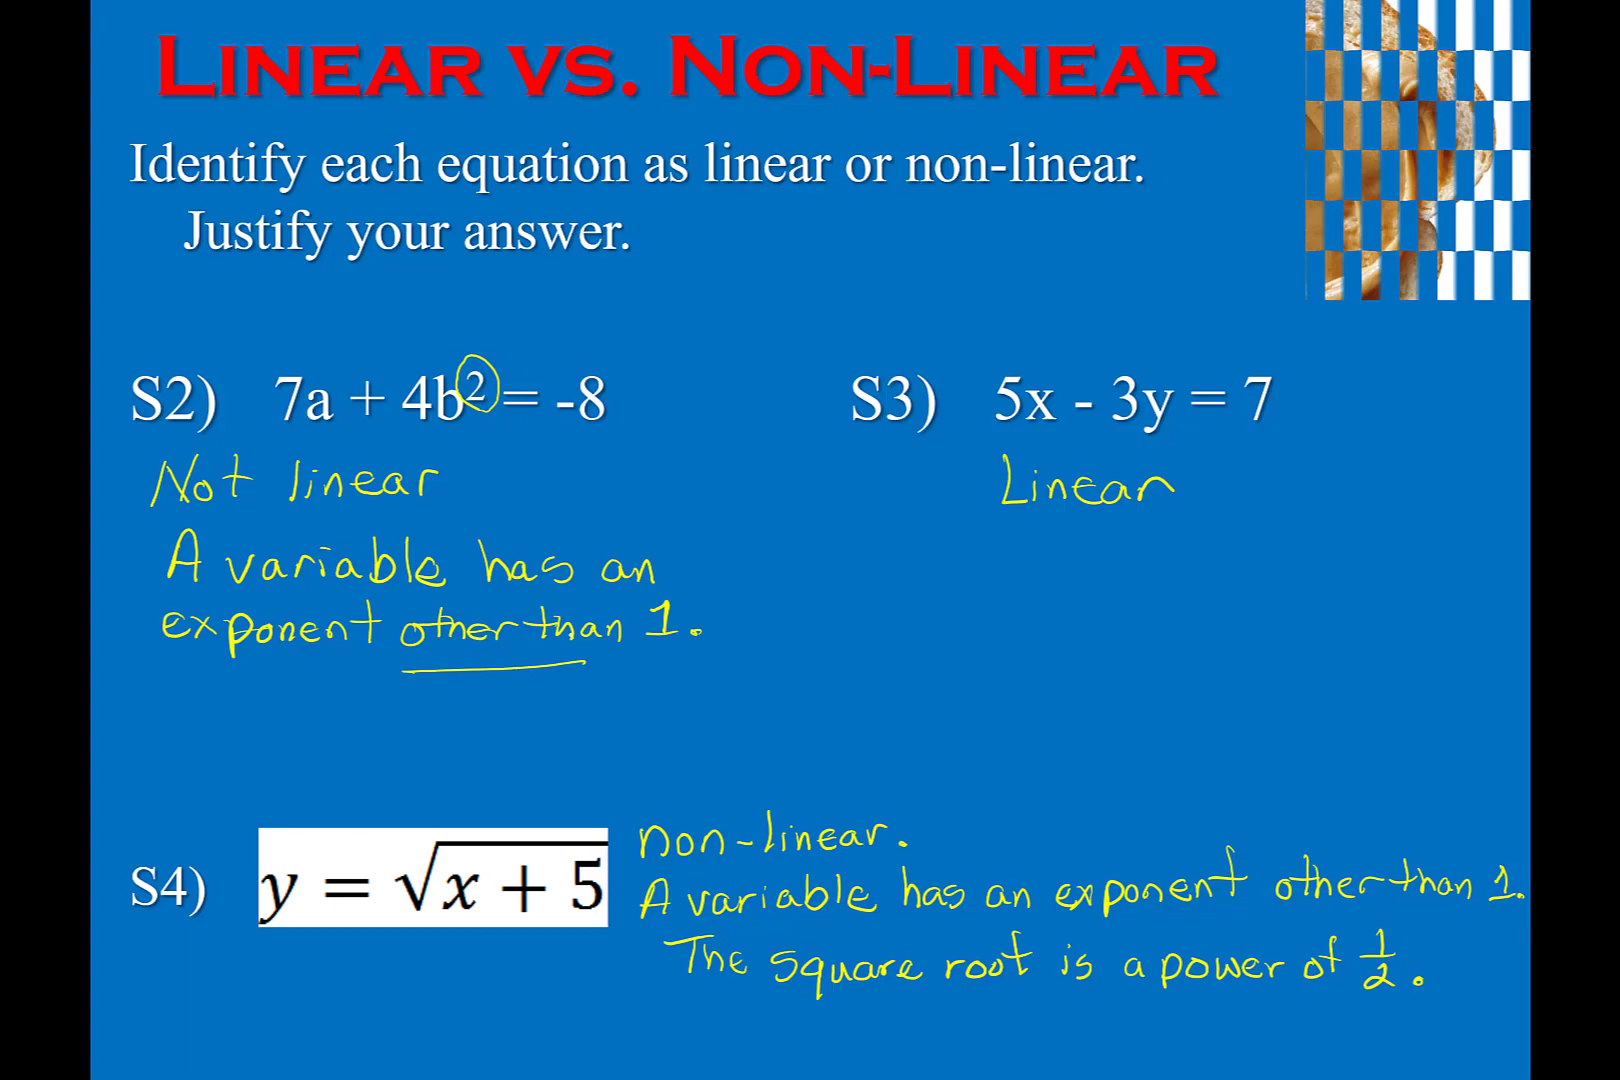 LINEAR VS. NON-LINEAR
Identify each equation as linear or non-linear.
Justify your answer.
S2) 7a + 4b² = -8
Not linear
A variable has an
exponent other than 1.
S3) 5x - 3y = 7
Linear
S4) y = √x + 5
non-linear.
A variable has an exponent other than 1.
The square root is a power of 1/2.